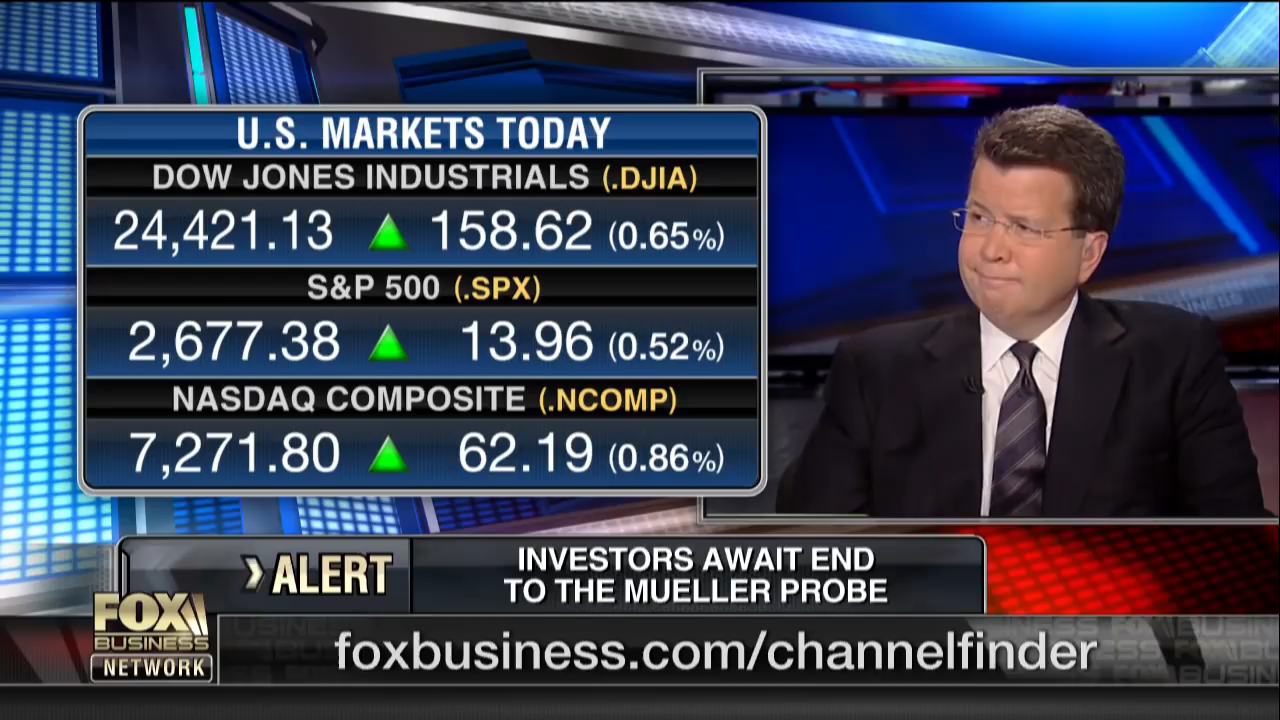 U.S. MARKETS TODAY
DOW JONES INDUSTRIALS (.DJIA)
24,421.13 ▲ 158.62 (0.65%)
S&P 500 (.SPX)
2,677.38 ▲ 13.96 (0.52%)
NASDAQ COMPOSITE (.NCOMP)
7,271.80 ▲ 62.19 (0.86%)
ALERT
INVESTORS AWAIT END
TO THE MUELLER PROBE
FOX
BUSINESS
NETWORK
foxbusiness.com/channelfinder